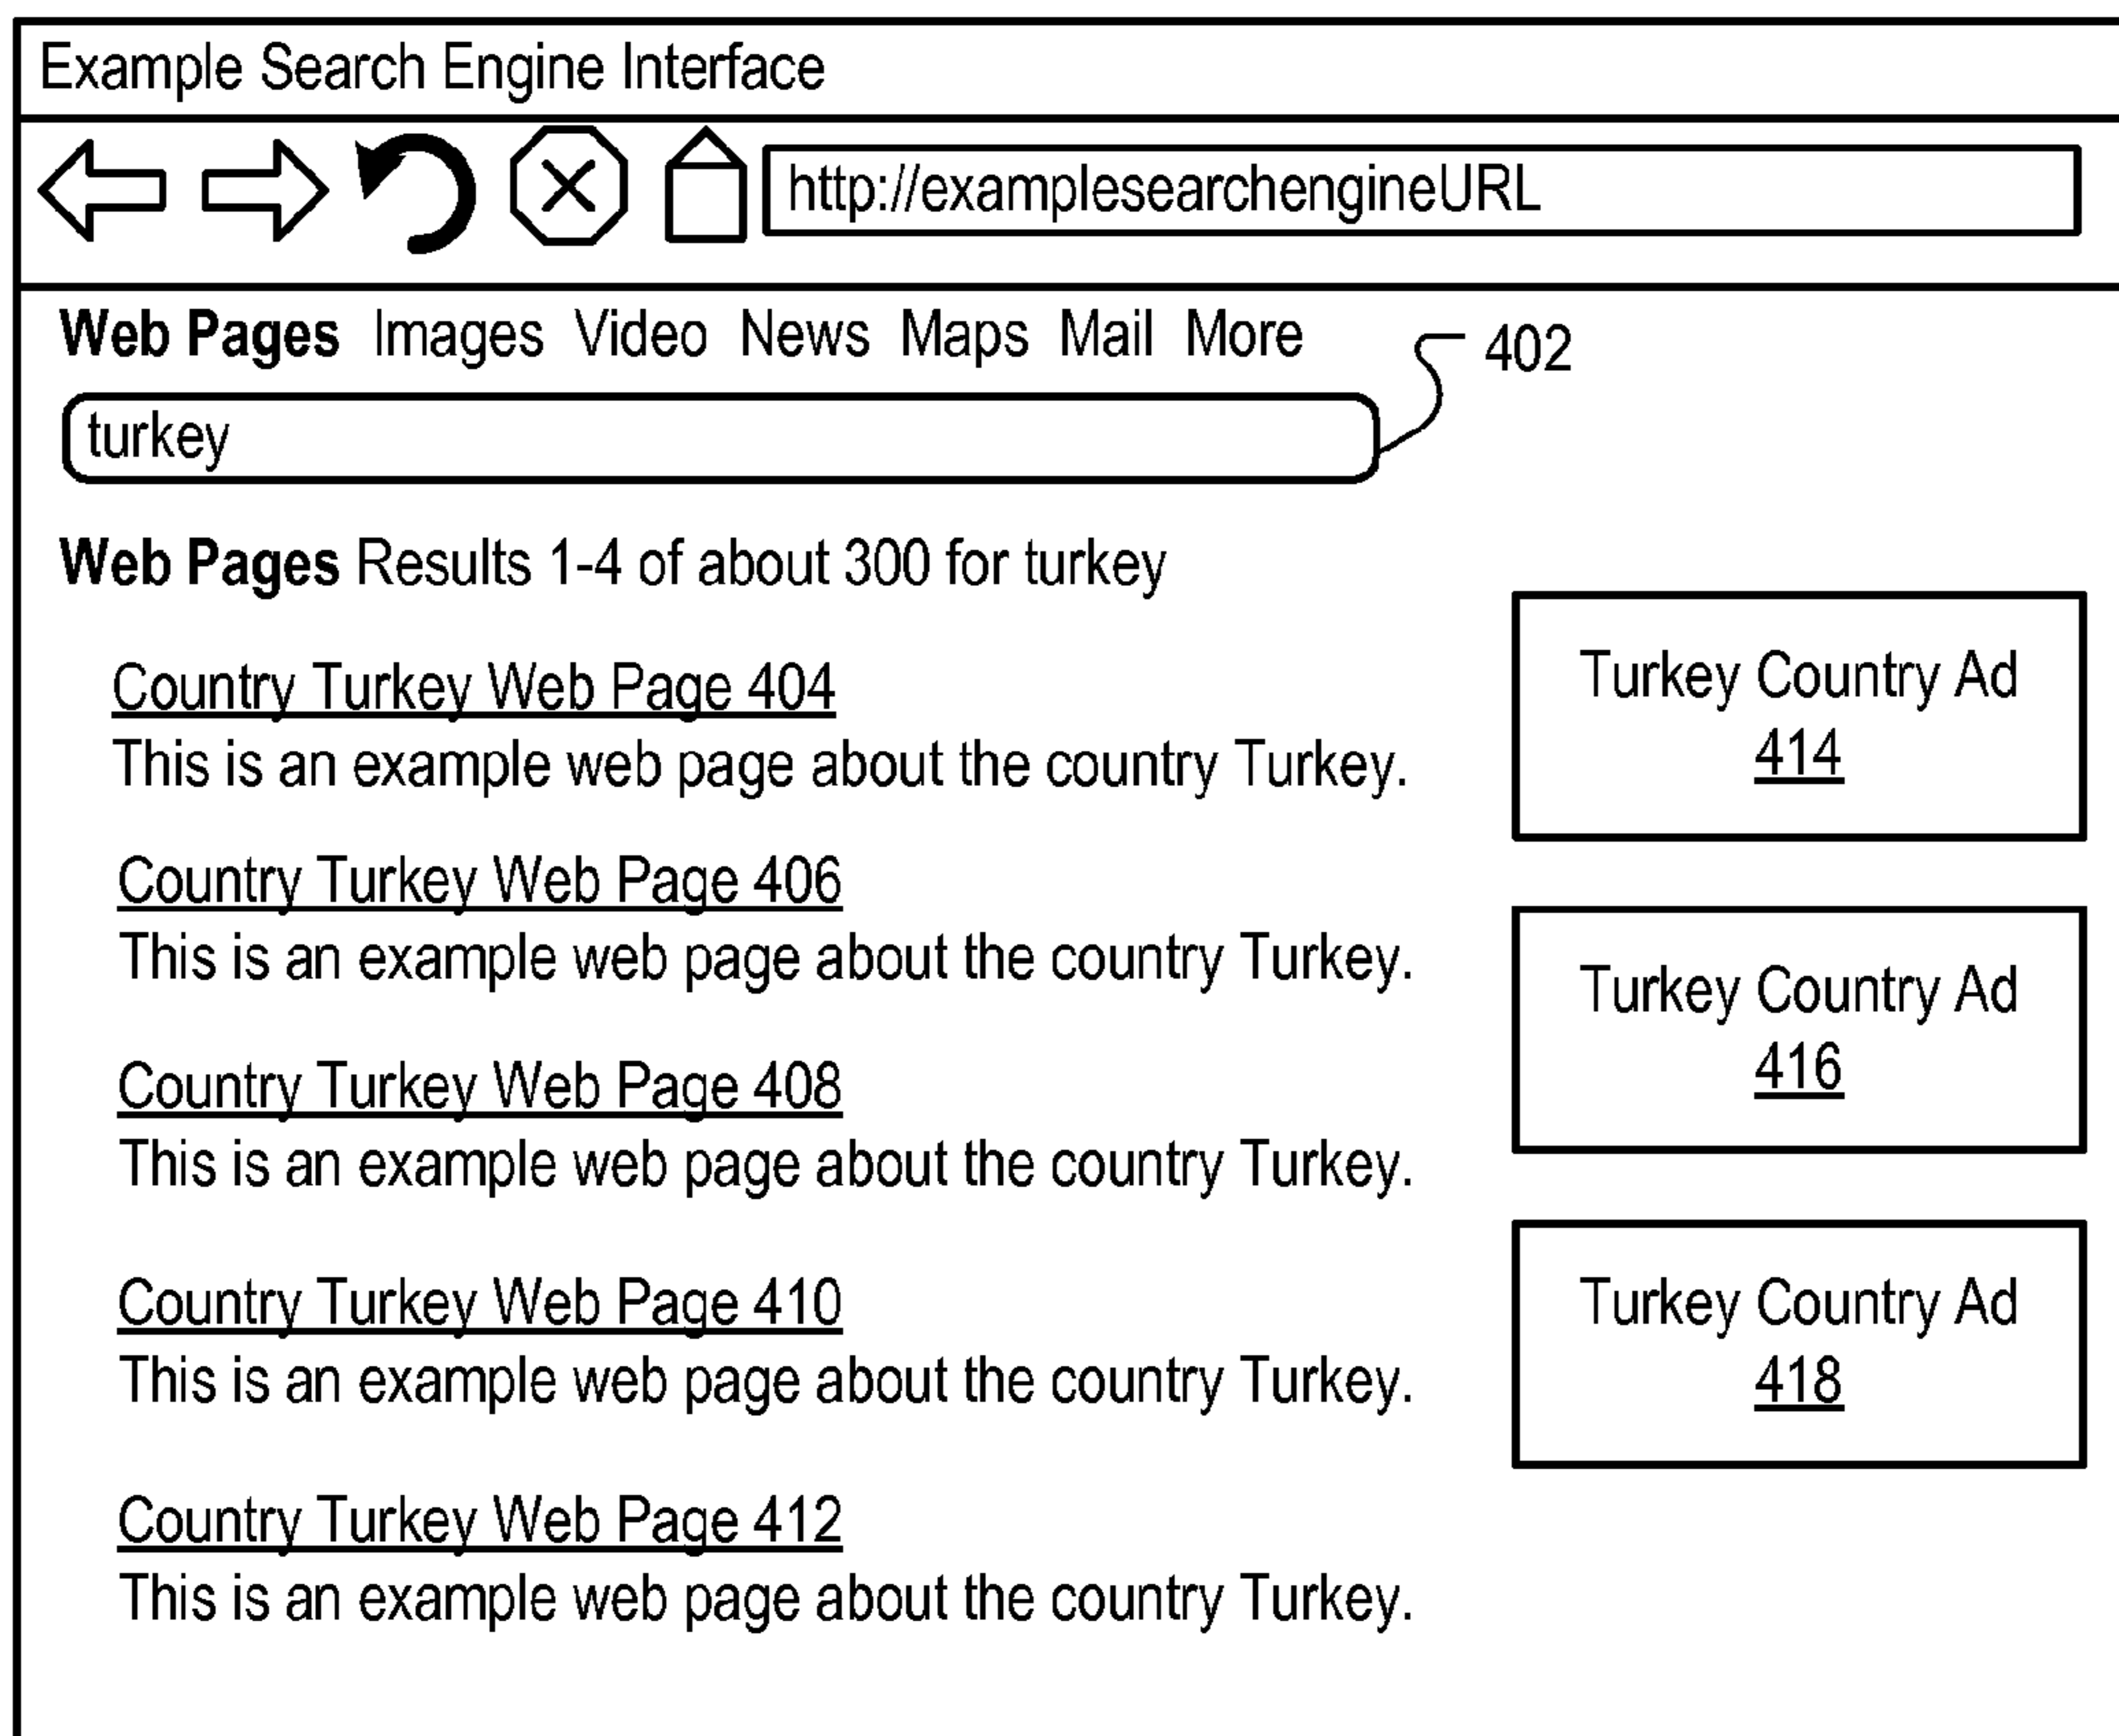 Example Search Engine Interface
http://examplesearchengineURL
Web Pages Images Video News Maps Mail More
402
turkey
Web Pages Results 1-4 of about 300 for turkey
Country Turkey Web Page 404
This is an example web page about the country Turkey.
Country Turkey Web Page 406
This is an example web page about the country Turkey.
Country Turkey Web Page 408
This is an example web page about the country Turkey.
Country Turkey Web Page 410
This is an example web page about the country Turkey.
Country Turkey Web Page 412
This is an example web page about the country Turkey.
Turkey Country Ad
414
Turkey Country Ad
416
Turkey Country Ad
418